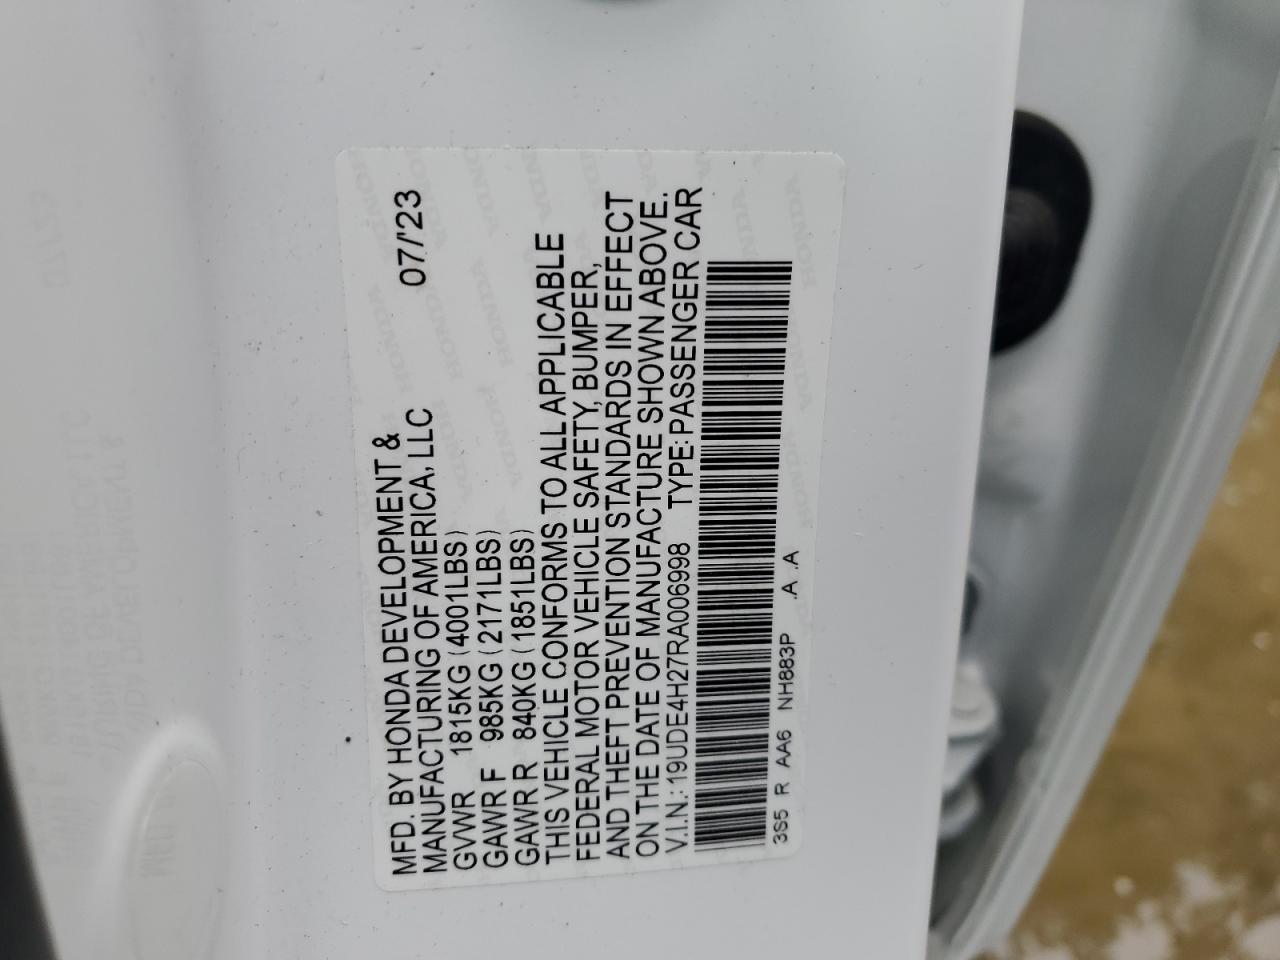 MFD. BY HONDA DEVELOPMENT &
MANUFACTURING OF AMERICA, LLC 07/'23
GVWR 1815KG (4001LBS)
GAWR F 985KG (2171LBS)
GAWR R 840KG (1851LBS)
THIS VEHICLE CONFORMS TO ALL APPLICABLE
FEDERAL MOTOR VEHICLE SAFETY, BUMPER,
AND THEFT PREVENTION STANDARDS IN EFFECT
ON THE DATE OF MANUFACTURE SHOWN ABOVE.
V.I.N.: 19UDE4H27RA006998 TYPE: PASSENGER CAR
3S5 R AA6 NH883P .A .A